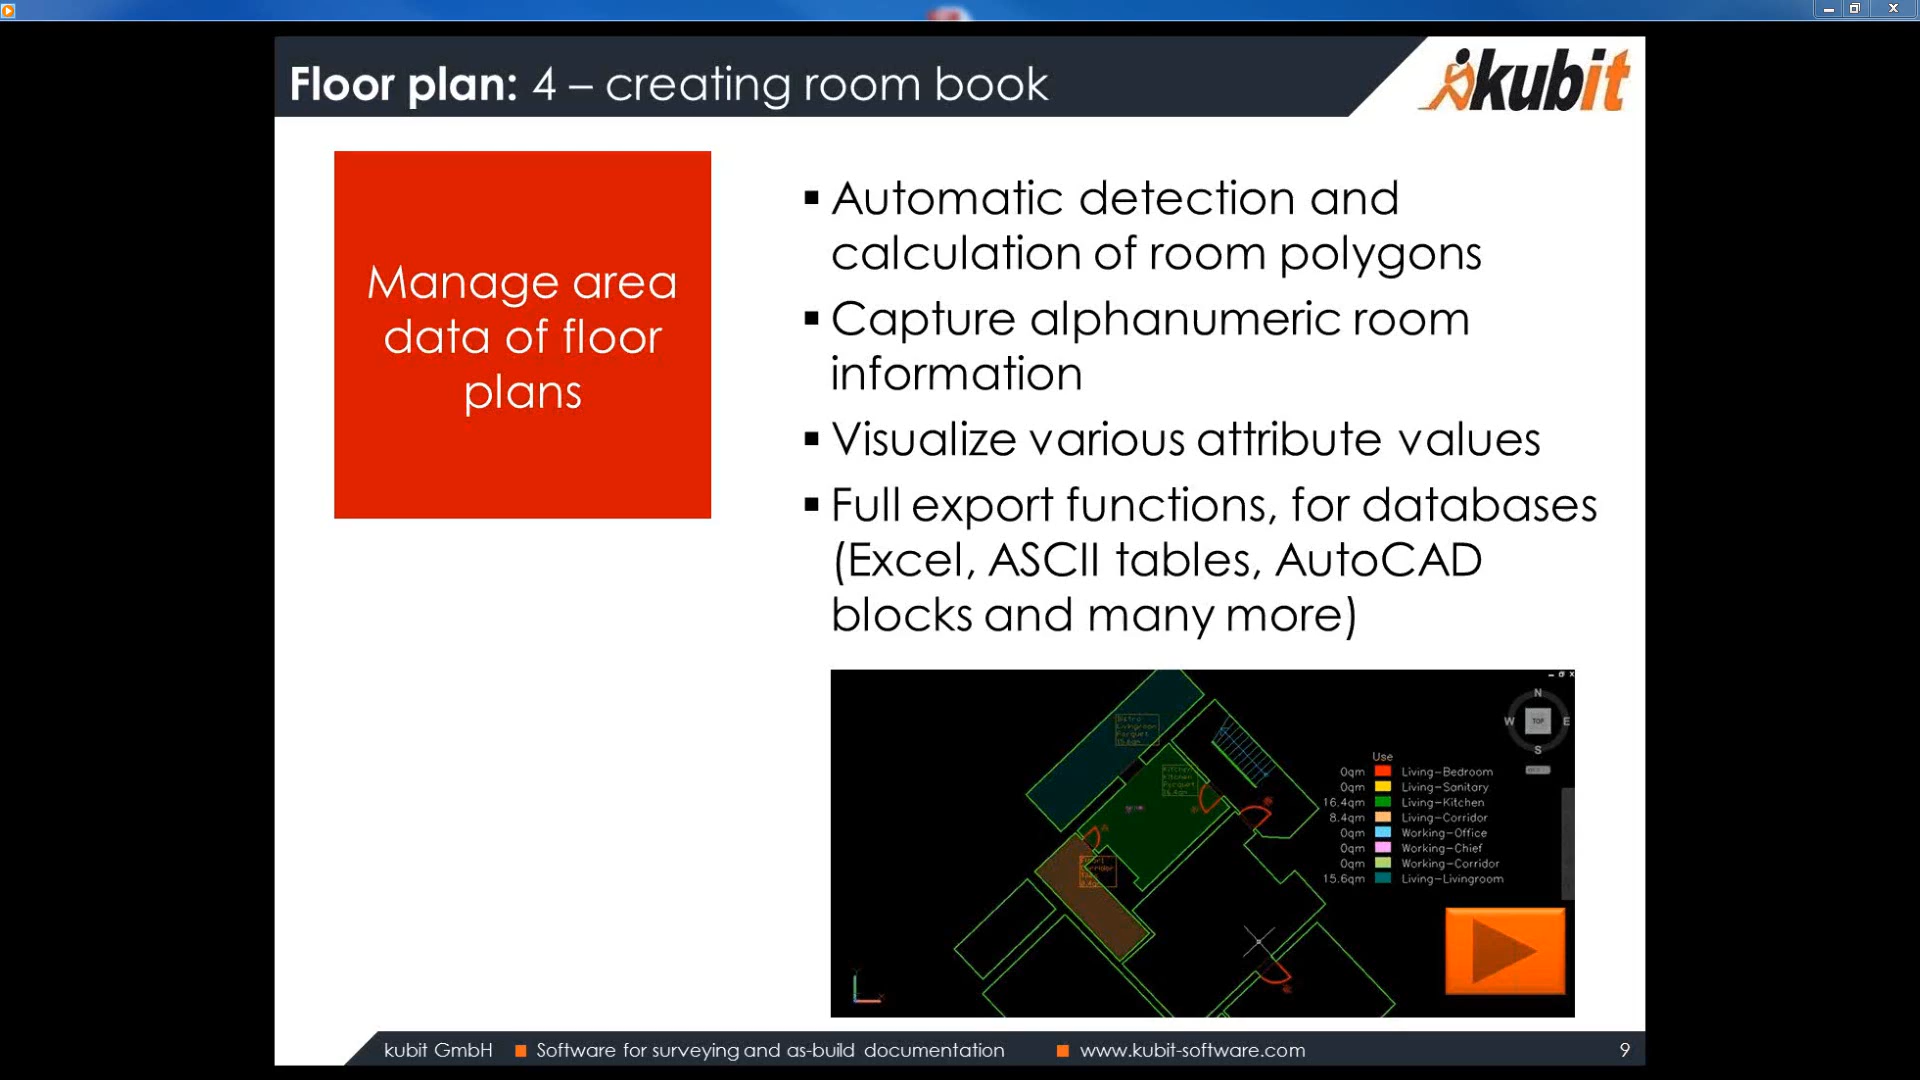 Floor plan: 4 – creating room book
kubit
Manage area
data of floor
plans
▪ Automatic detection and
calculation of room polygons
▪ Capture alphanumeric room
information
▪ Visualize various attribute values
▪ Full export functions, for databases
(Excel, ASCII tables, AutoCAD
blocks and many more)
N
W TOP E
S
Use
0qm Living-Bedroom
0qm Living-Sanitary
16.4qm Living-Kitchen
8.4qm Living-Corridor
0qm Working-Office
0qm Working-Chief
0qm Working-Corridor
15.6qm Living-Livingroom
kubit GmbH ■ Software for surveying and as-build documentation ■ www.kubit-software.com 9